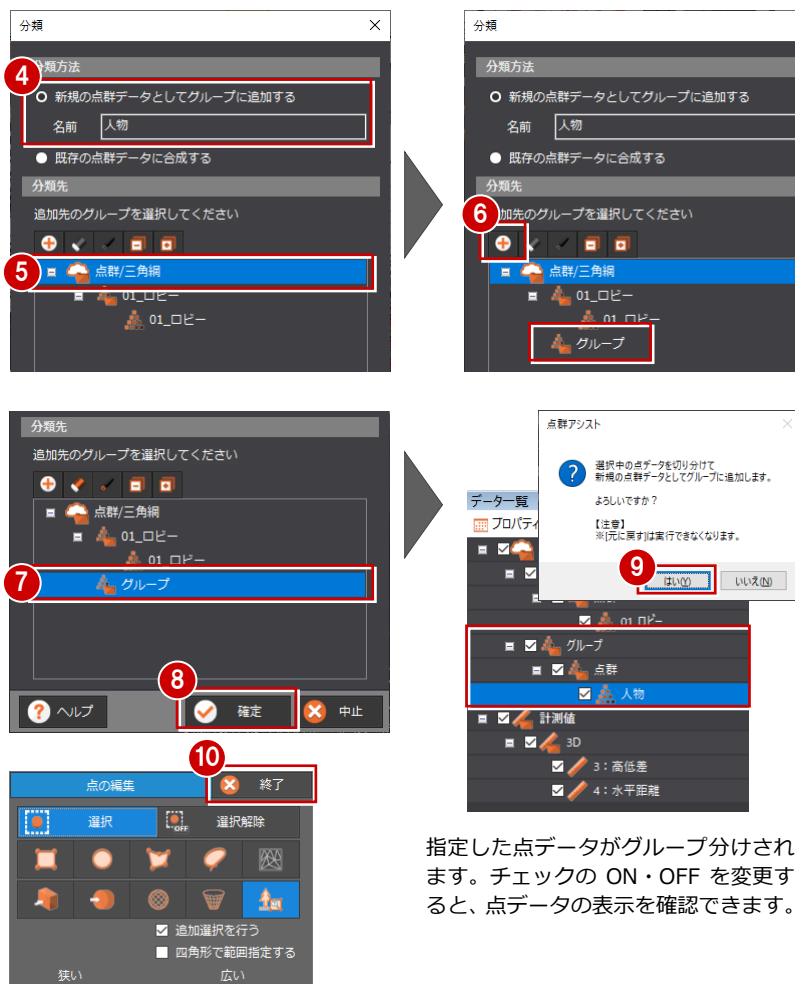 分類
分類方法
4
新規の点群データとしてグループに追加する
名前 人物
既存の点群データに合成する
分類先
追加先のグループを選択してください
5
点群/三角網
01_ロビー
01_ロビー
分類
分類方法
新規の点群データとしてグループに追加する
名前 人物
既存の点群データに合成する
分類先
6
加先のグループを選択してください
点群/三角網
01_ロビー
01_ロビー
グループ
分類先
追加先のグループを選択してください
点群/三角網
01_ロビー
01_ロビー
7
グループ
8
ヘルプ 確定 中止
点群アシスト
選択中の点データを切り分けて
新規の点群データとしてグループに追加します。
よろしいですか？
【注意】
※[元に戻す]は実行できなくなります。
9
はい(Y) いいえ(N)
データ一覧
プロパティ
01_ロビー
グループ
点群
人物
計測値
3D
3：高低差
4：水平距離
10
点の編集 終了
選択 OFF 選択解除
追加選択を行う
四角形で範囲指定する
狭い 広い
指定した点データがグループ分けされ
ます。チェックの ON・OFF を変更す
ると、点データの表示を確認できます。